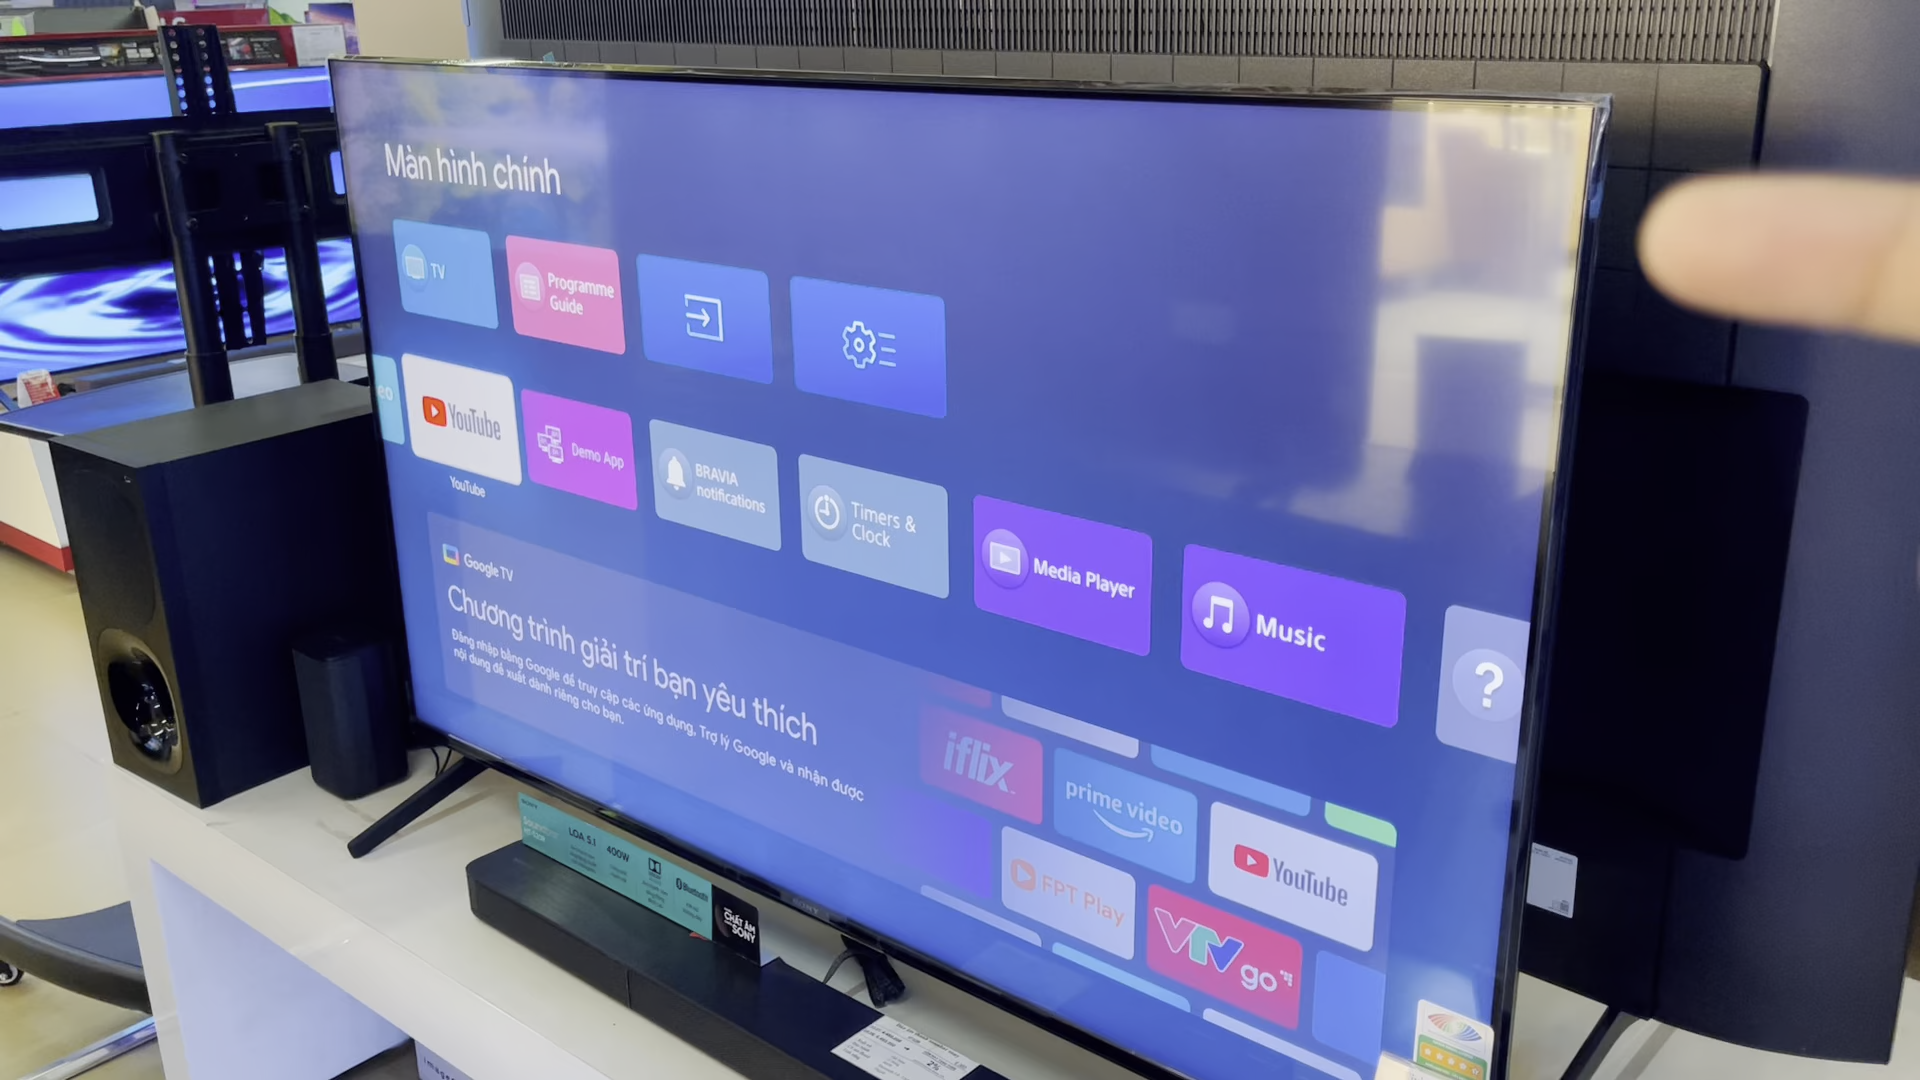 Màn hình chính
TV
Programme
Guide
eo
YouTube
YouTube
Demo App
BRAVIA
notifications
Timers &
Clock
Media Player
Music
?
Google TV
Chương trình giải trí bạn yêu thích
Đăng nhập bằng Google để truy cập các ứng dụng, Trợ lý Google và nhận được
nội dung đề xuất dành riêng cho bạn.
iflix
prime video
YouTube
FPT Play
VTV go
SONY
LOA 5.1
400W
Bluetooth
CHẤT ÂM
SONY